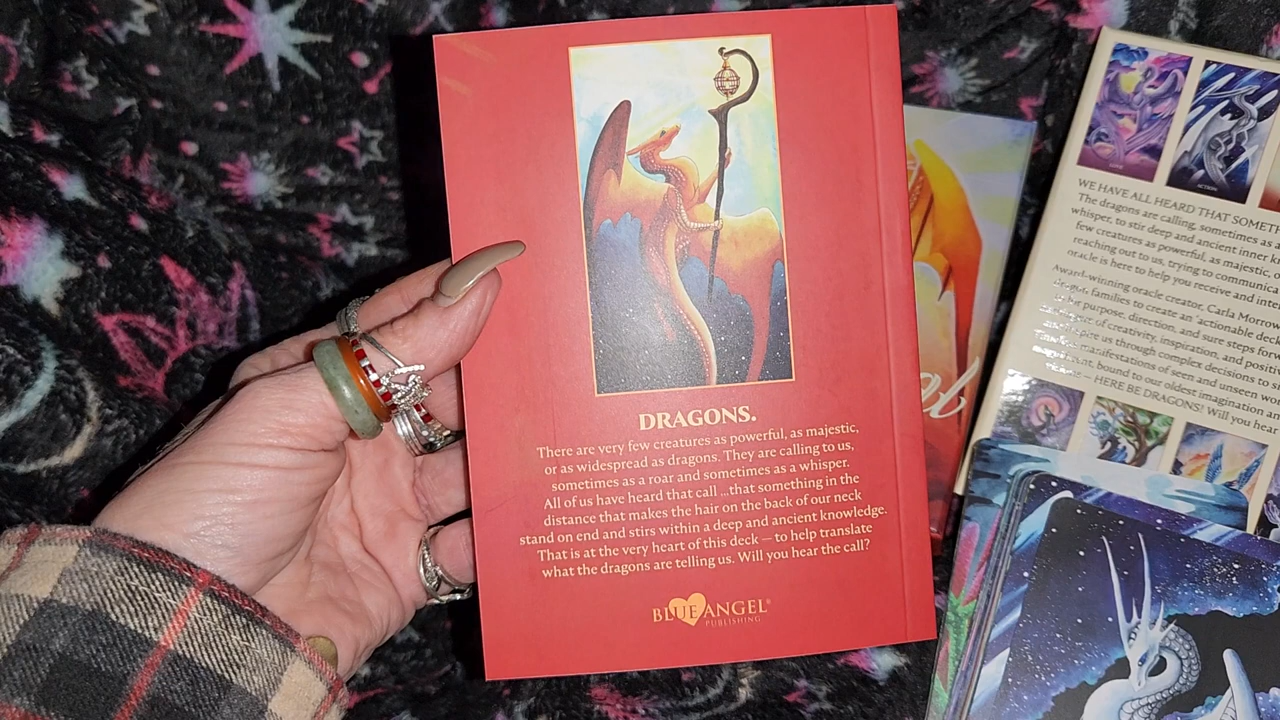 DRAGONS.
There are very few creatures as powerful, as majestic,
or as widespread as dragons. They are calling to us,
sometimes as a roar and sometimes as a whisper.
All of us have heard that call ...that something in the
distance that makes the hair on the back of our neck
stand on end and stirs within a deep and ancient knowledge.
That is at the very heart of this deck — to help translate
what the dragons are telling us. Will you hear the call?
BLUE ANGEL®
PUBLISHING
ACTION
WE HAVE ALL HEARD THAT
The dragons are calling, sometimes as a
whisper, to stir deep and ancient inner
few creatures as powerful, as majestic,
reaching out to us, trying to
oracle is here to help you receive and
Award-winning oracle creator, Carla
dragon families to create an 'actionable
purpose, direction, and sure steps
of creativity, inspiration, and
us through complex decisions to
manifestations of seen and unseen
bound to our oldest imagination
— HERE BE DRAGONS! Will you hear